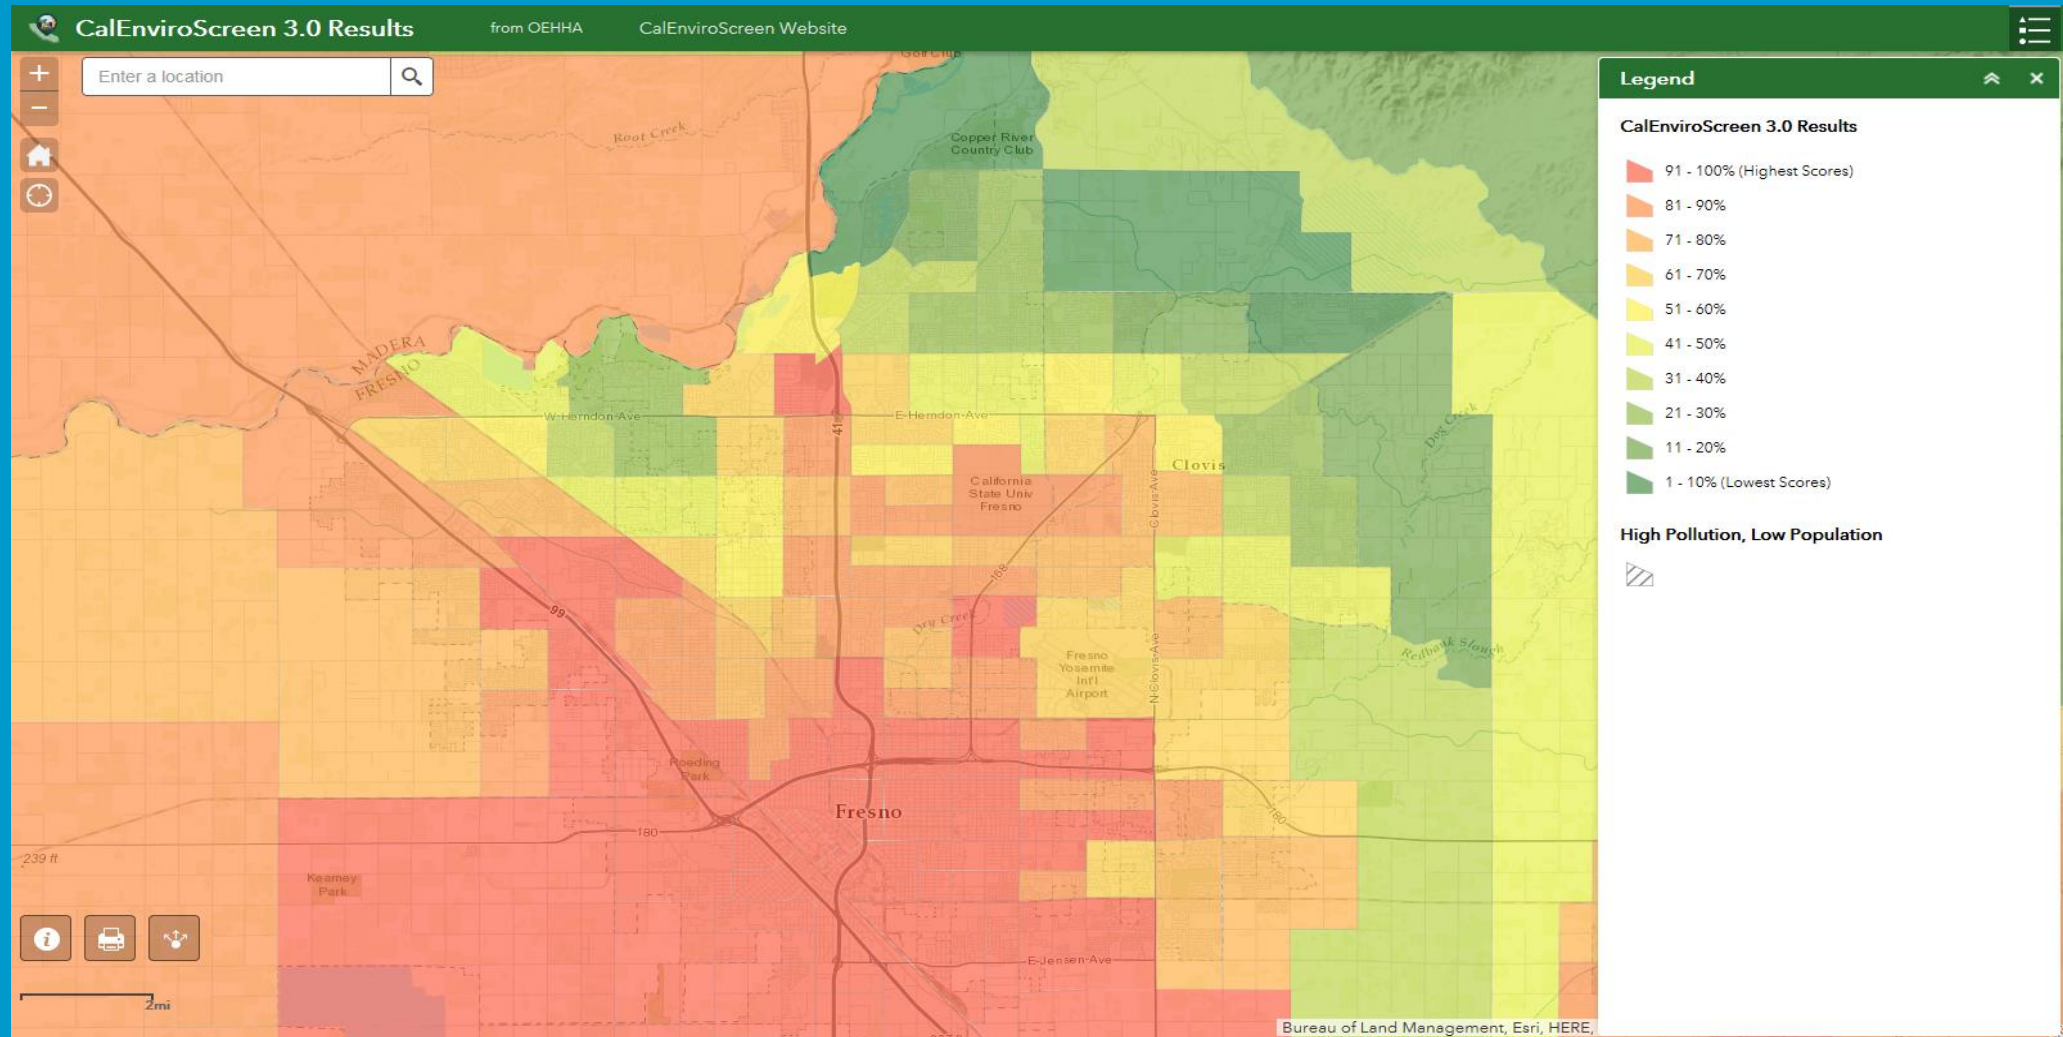 CalEnviroScreen 3.0 Results
from OEHHA
CalEnviroScreen Website
+
Enter a location
−
Legend
CalEnviroScreen 3.0 Results
91 - 100% (Highest Scores)
81 - 90%
71 - 80%
61 - 70%
51 - 60%
41 - 50%
31 - 40%
21 - 30%
11 - 20%
1 - 10% (Lowest Scores)
High Pollution, Low Population
Golf Club
Root Creek
Copper River
Country Club
MADERA
FRESNO
W-Herndon-Ave
E-Herndon-Ave
41
Clovis
Dog Creek
California
State Univ
Fresno
Clovis-Ave
168
99
Dry Creek
Fresno
Yosemite
Int'l
Airport
N-Clovis-Ave
Redbank Slough
Roeding
Park
Fresno
180
180
239 ft
Kearney
Park
E-Jensen-Ave
2mi
Bureau of Land Management, Esri, HERE,